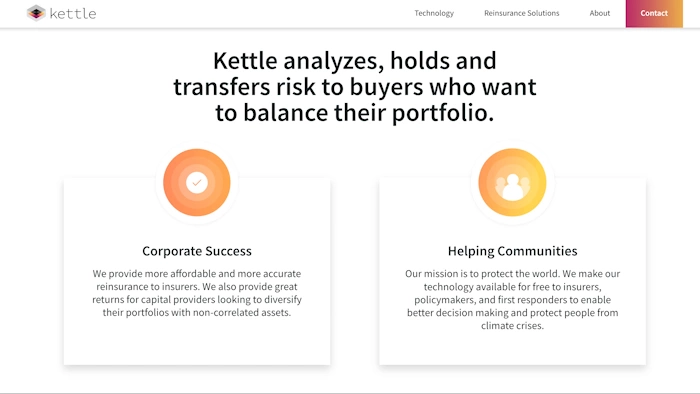 kettle
Technology
Reinsurance Solutions
About
Contact
Kettle analyzes, holds and
transfers risk to buyers who want
to balance their portfolio.
Corporate Success
We provide more affordable and more accurate
reinsurance to insurers. We also provide great
returns for capital providers looking to diversify
their portfolios with non-correlated assets.
Helping Communities
Our mission is to protect the world. We make our
technology available for free to insurers,
policymakers, and first responders to enable
better decision making and protect people from
climate crises.